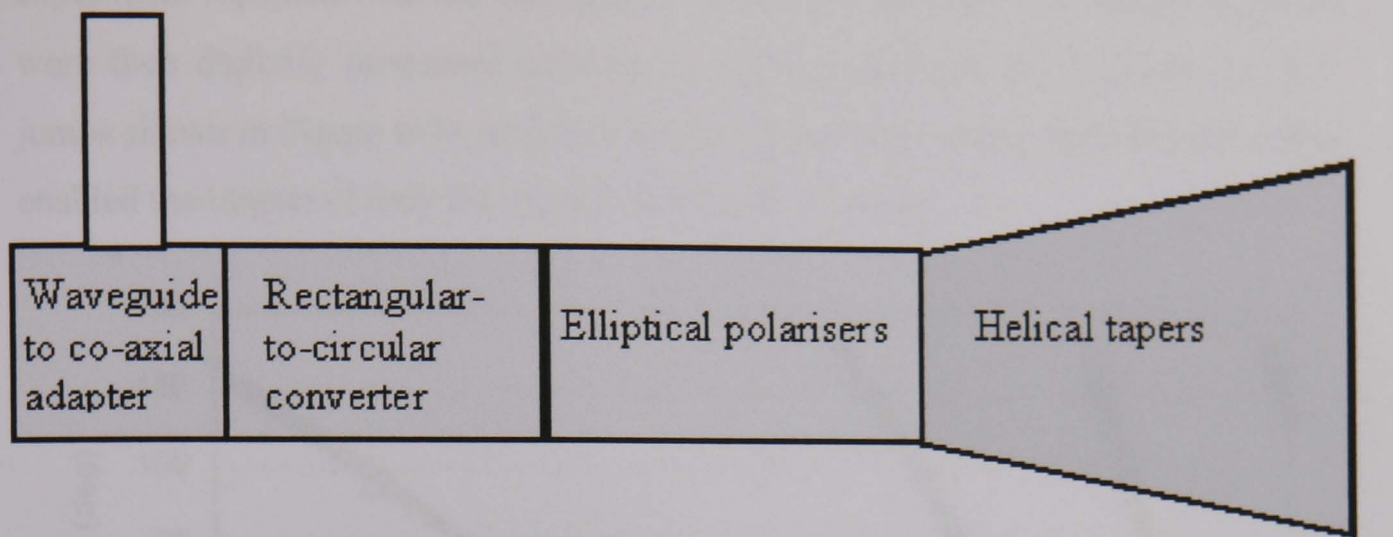 Waveguide
to co-axial
adapter
Rectangular-
to-circular
converter
Elliptical polarisers
Helical tapers